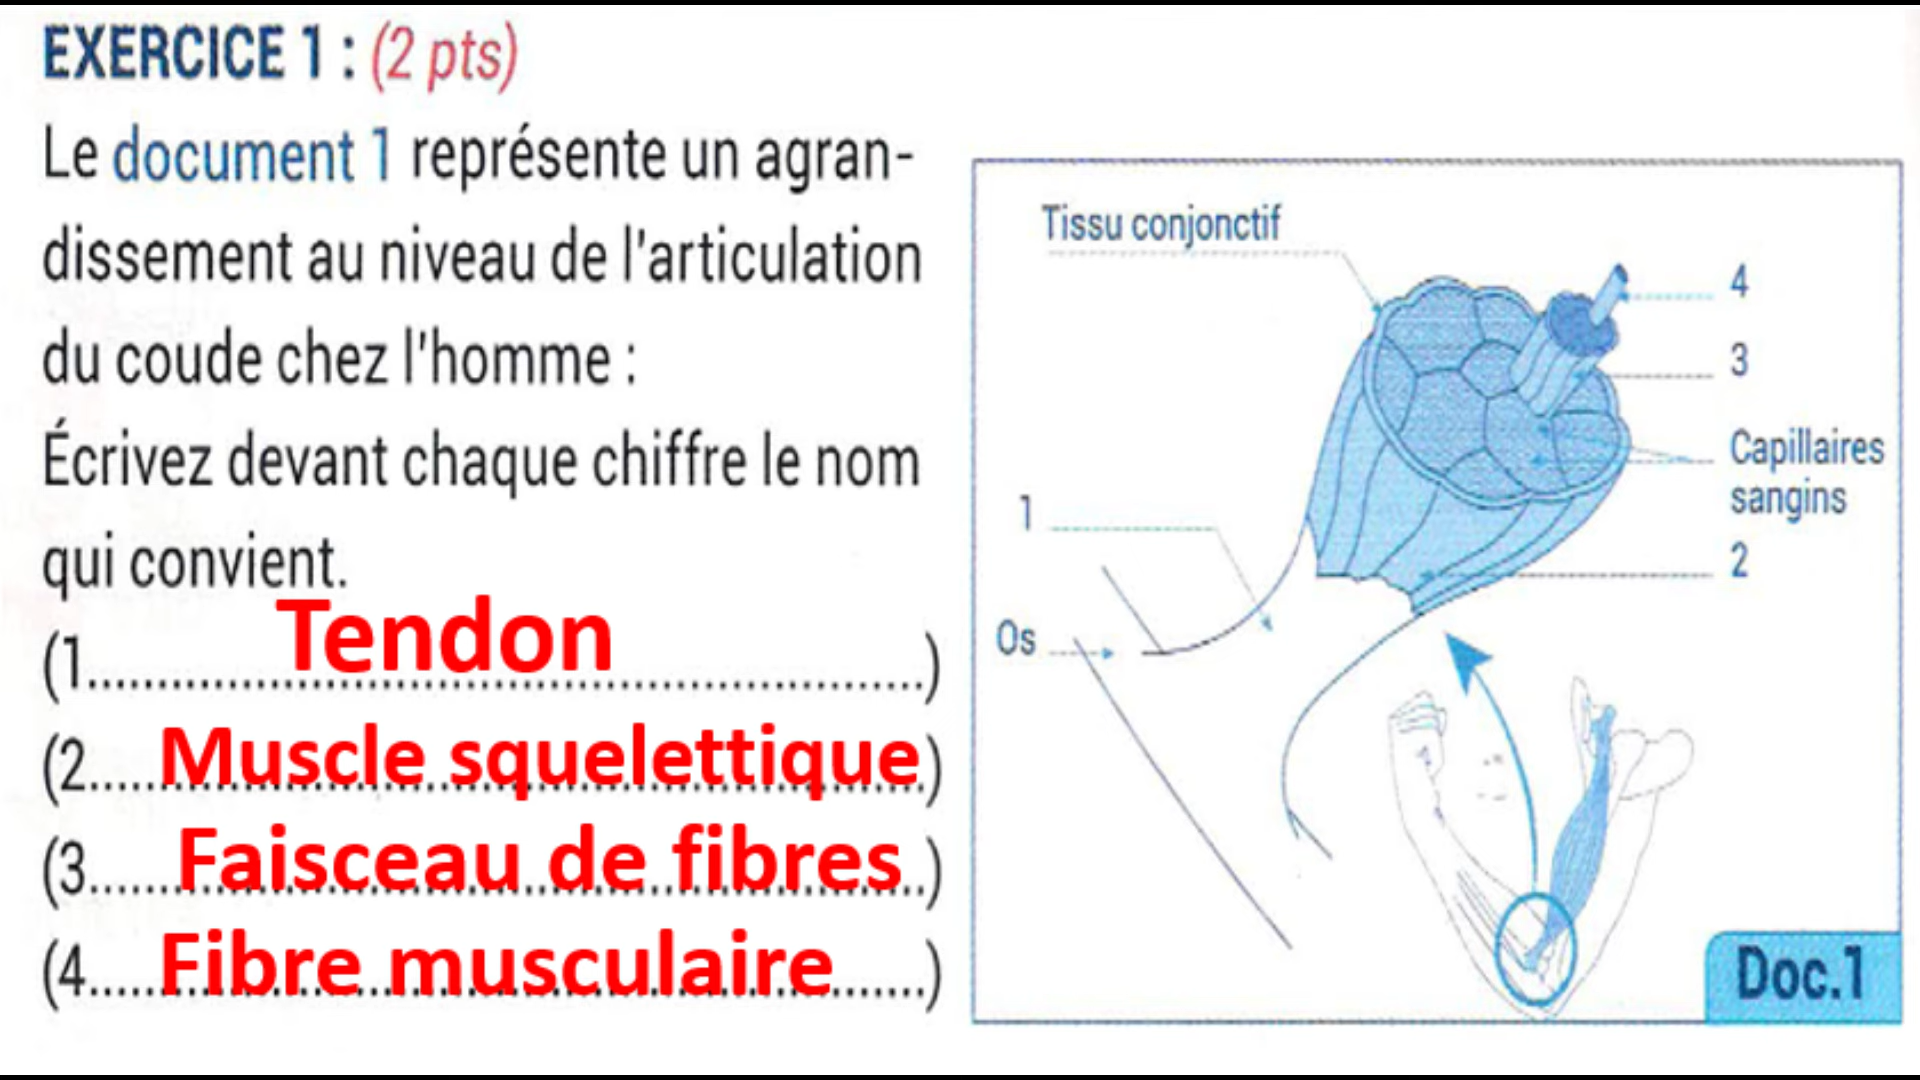 EXERCICE 1 : (2 pts)
Le document 1 représente un agran-
dissement au niveau de l'articulation
du coude chez l'homme :
Écrivez devant chaque chiffre le nom
qui convient.
(1 Tendon )
(2 Muscle squelettique )
(3 Faisceau de fibres )
(4 Fibre musculaire )
Tissu conjonctif
4
3
Capillaires
sangins
1
2
Os
Doc.1